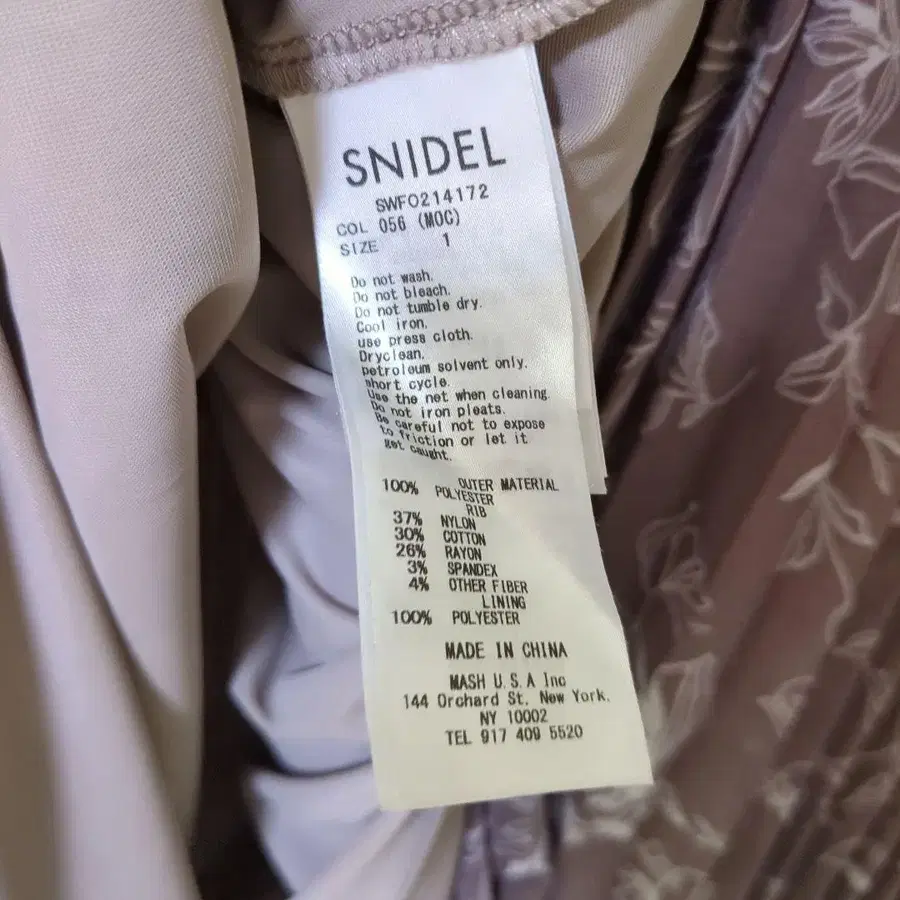 SNIDEL
SWFO214172
COL 056 (MOC)
SIZE 1
Do not wash.
Do not bleach.
Do not tumble dry.
Cool iron.
use press cloth.
Dryclean.
petroleum solvent only.
short cycle.
Use the net when cleaning
Do not iron pleats.
Be careful not to expose
to friction or let it
get caught.
OUTER MATERIAL
100% POLYESTER
RIB
37% NYLON
30% COTTON
26% RAYON
3% SPANDEX
4% OTHER FIBER
LINING
100% POLYESTER
MADE IN CHINA
MASH U.S.A Inc
144 Orchard St. New York.
NY 10002
TEL 917 409 5520